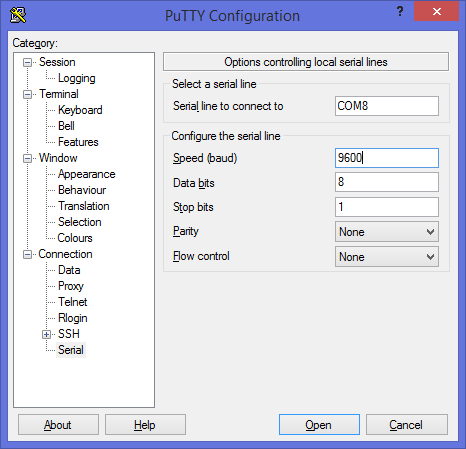 PuTTY Configuration
?
Category:
Session
Logging
Terminal
Keyboard
Bell
Features
Window
Appearance
Behaviour
Translation
Selection
Colours
Connection
Data
Proxy
Telnet
Rlogin
SSH
Serial
Options controlling local serial lines
Select a serial line
Serial line to connect to COM8
Configure the serial line
Speed (baud) 9600
Data bits 8
Stop bits 1
Parity None
Flow control None
About Help Open Cancel